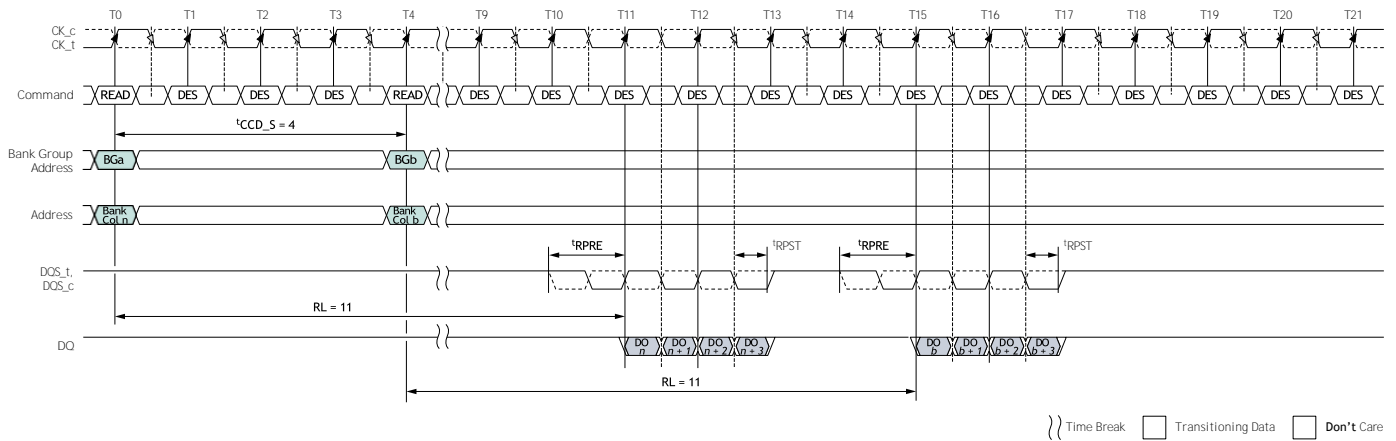 T0 T1 T2 T3 T4 T9 T10 T11 T12 T13 T14 T15 T16 T17 T18 T19 T20 T21
CK_c
CK_t
Command READ DES DES DES READ DES DES DES DES DES DES DES DES DES DES DES DES DES
tCCD_S = 4
Bank Group
Address
BGa BGb
Address
Bank
Col n
Bank
Col b
tRPRE tRPST tRPRE tRPST
DQS_t,
DQS_c
RL = 11
DQ
DO
n
DO
n + 1
DO
n + 2
DO
n + 3
DO
b
DO
b + 1
DO
b + 2
DO
b + 3
RL = 11
Time Break Transitioning Data Don't Care